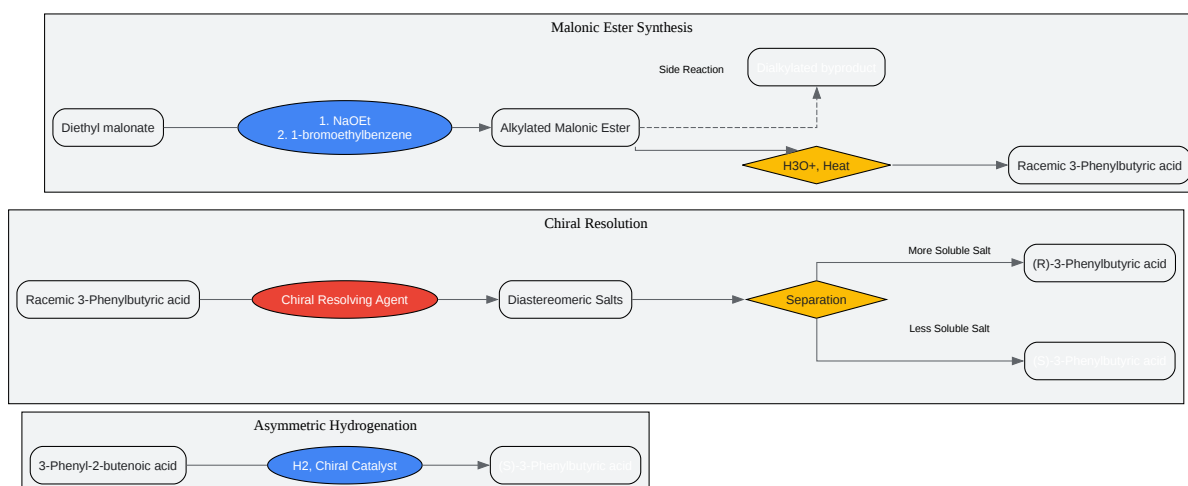 Malonic Ester Synthesis
Side Reaction
Dialkylated byproduct
Diethyl malonate
1. NaOEt
2. 1-bromoethylbenzene
Alkylated Malonic Ester
H3O+, Heat
Racemic 3-Phenylbutyric acid
Chiral Resolution
Racemic 3-Phenylbutyric acid
Chiral Resolving Agent
Diastereomeric Salts
Separation
More Soluble Salt
(R)-3-Phenylbutyric acid
Less Soluble Salt
(S)-3-Phenylbutyric acid
Asymmetric Hydrogenation
3-Phenyl-2-butenoic acid
H2, Chiral Catalyst
(S)-3-Phenylbutyric acid